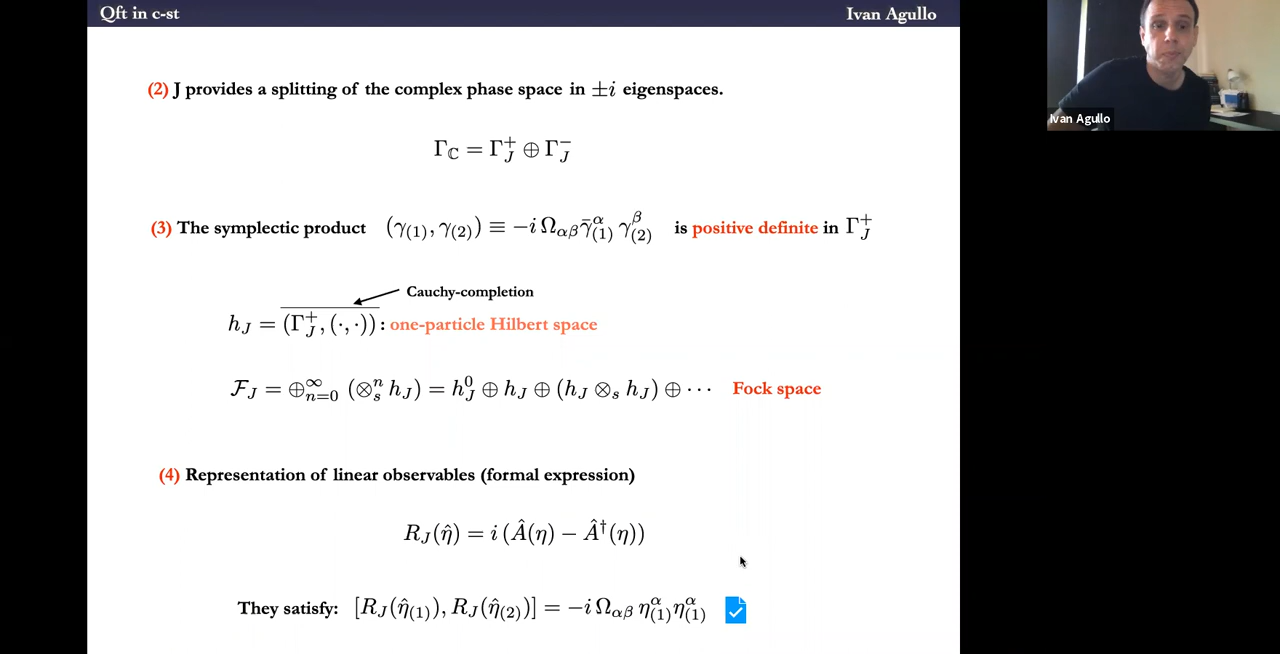 Qft in c-st
Ivan Agullo
(2) J provides a splitting of the complex phase space in ±i eigenspaces.
Γ_ℂ = Γ_J^+ ⊕ Γ_J^-
(3) The symplectic product (γ_(1), γ_(2)) ≡ −i Ω_αβ γ̄_(1)^α γ_(2)^β is positive definite in Γ_J^+
Cauchy-completion
h_J = \overline{(Γ_J^+, (·,·))} : one-particle Hilbert space
ℱ_J = ⊕_{n=0}^∞ (⊗_s^n h_J) = h_J^0 ⊕ h_J ⊕ (h_J ⊗_s h_J) ⊕ ··· Fock space
(4) Representation of linear observables (formal expression)
R_J(η̂) = i (Â(η) − Â^†(η))
They satisfy: [R_J(η̂_(1)), R_J(η̂_(2))] = −i Ω_αβ η_(1)^α η_(1)^α
Ivan Agullo